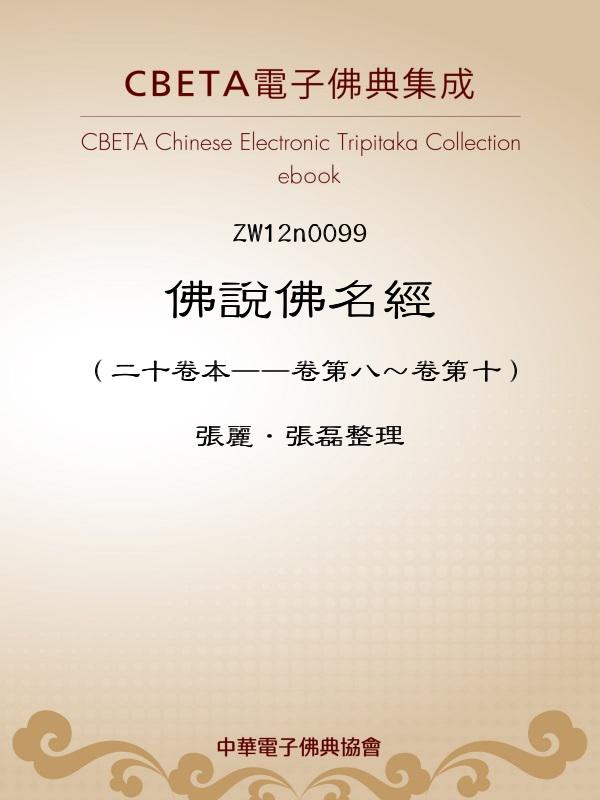 CBETA電子佛典集成
CBETA Chinese Electronic Tripitaka Collection
ebook
ZW12n0099
佛說佛名經
（二十卷本——卷第八～卷第十）
張麗．張磊整理
中華電子佛典協會